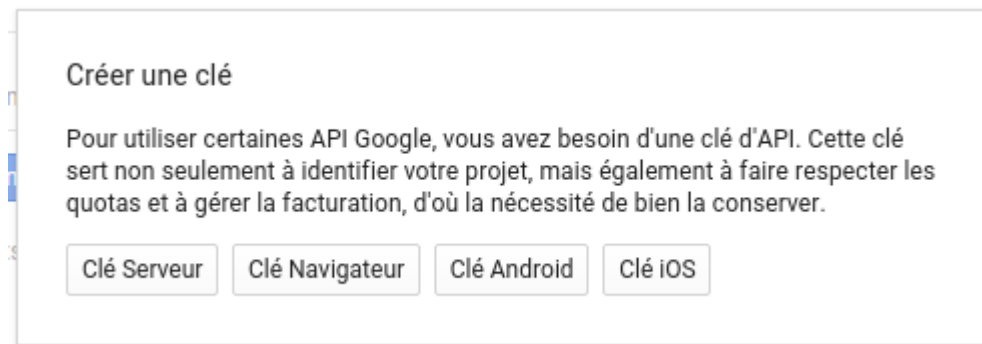 Créer une clé
Pour utiliser certaines API Google, vous avez besoin d'une clé d'API. Cette clé
sert non seulement à identifier votre projet, mais également à faire respecter les
quotas et à gérer la facturation, d'où la nécessité de bien la conserver.
Clé Serveur Clé Navigateur Clé Android Clé iOS